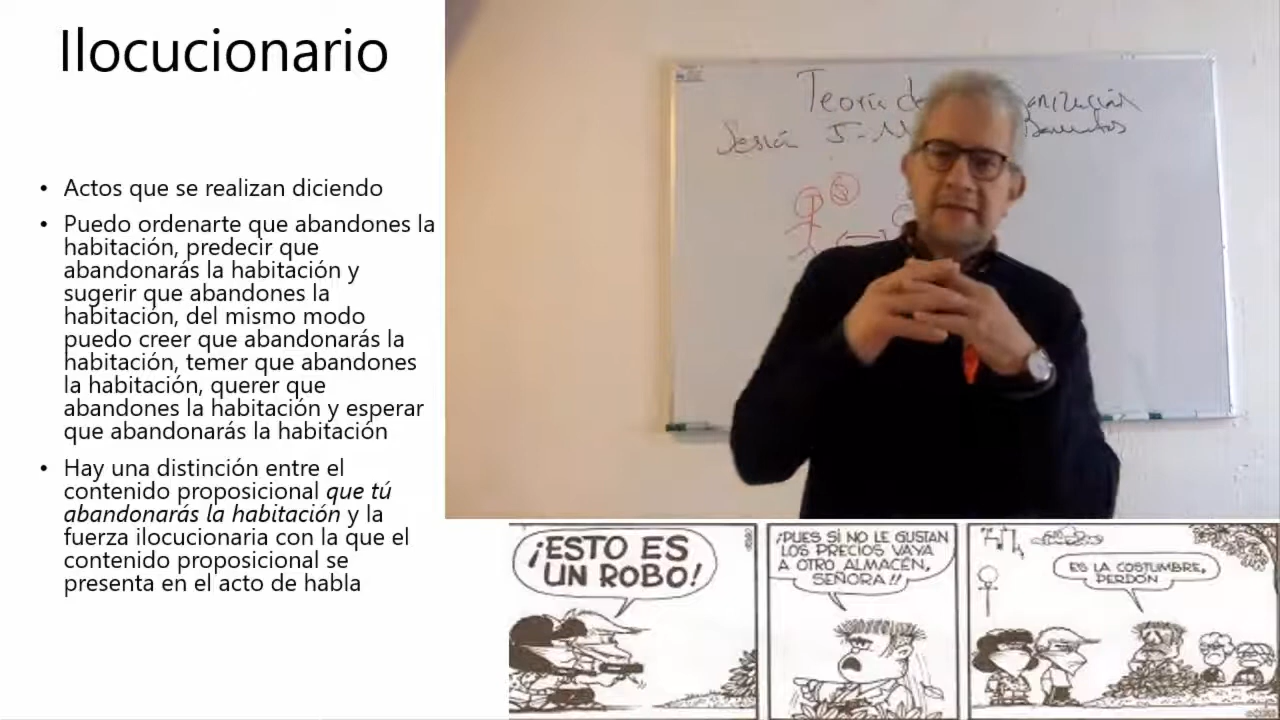 Ilocucionario
• Actos que se realizan diciendo
• Puedo ordenarte que abandones la
habitación, predecir que
abandonarás la habitación y
sugerir que abandones la
habitación, del mismo modo
puedo creer que abandonarás la
habitación, temer que abandones
la habitación, querer que
abandones la habitación y esperar
que abandonarás la habitación
• Hay una distinción entre el
contenido proposicional que tú
abandonarás la habitación y la
fuerza ilocucionaria con la que el
contenido proposicional se
presenta en el acto de habla
Teoría
Sesión 5-
¡ESTO ES
UN ROBO!
¡PUES SI NO LE GUSTAN
LOS PRECIOS VAYA
A OTRO ALMACÉN,
SEÑORA!!
ES LA COSTUMBRE,
PERDÓN